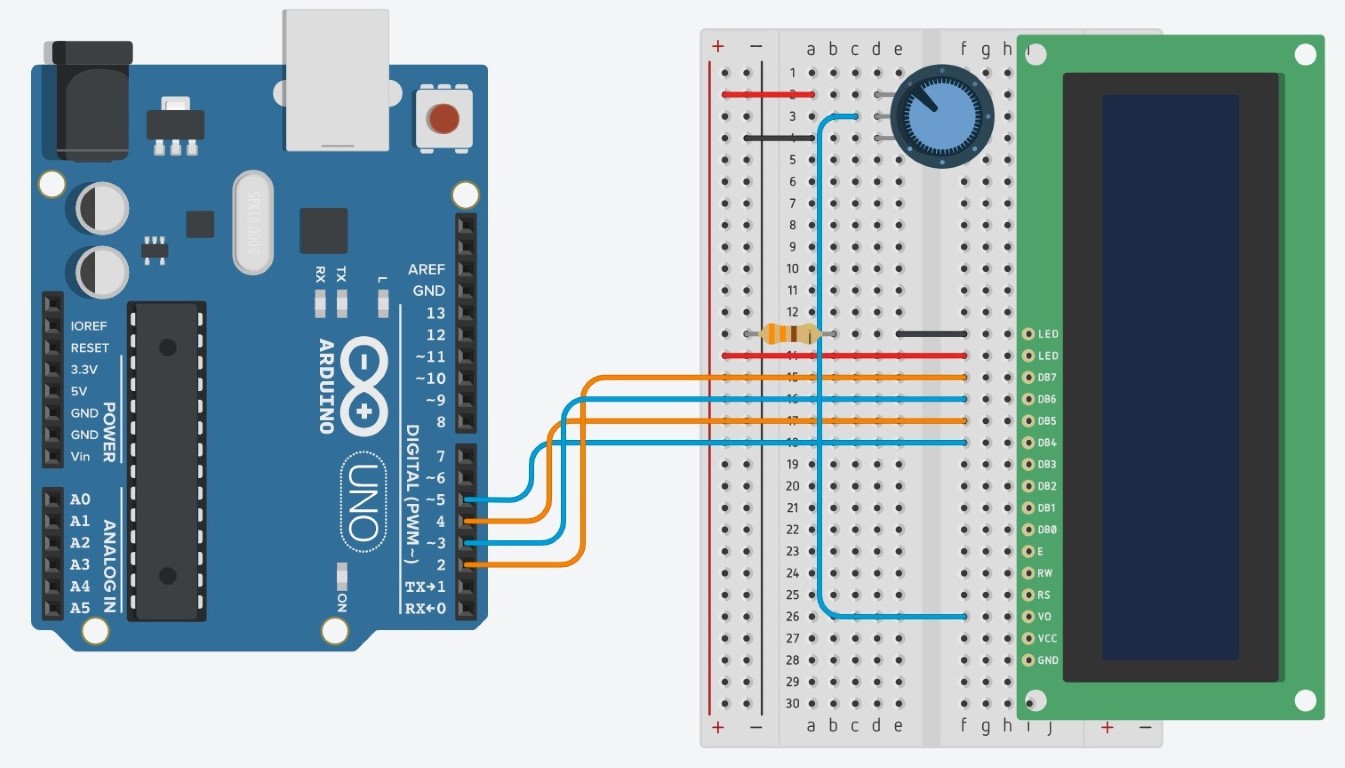 SPK16.000G
RX
TX
L
AREF
GND
13
12
~11
~10
~9
8
7
~6
~5
4
~3
2
TX→1
RX←0
DIGITAL (PWM~)
ARDUINO
UNO
ON
IOREF
RESET
3.3V
5V
GND
GND
Vin
POWER
A0
A1
A2
A3
A4
A5
ANALOG IN
+ − a b c d e f g h i
1
2
3
4
5
6
7
8
9
10
11
12
14
15
16
17
18
19
20
21
22
23
24
25
26
27
28
29
30
+ − a b c d e f g h i j + −
LED
LED
DB7
DB6
DB5
DB4
DB3
DB2
DB1
DB0
E
RW
RS
VO
VCC
GND